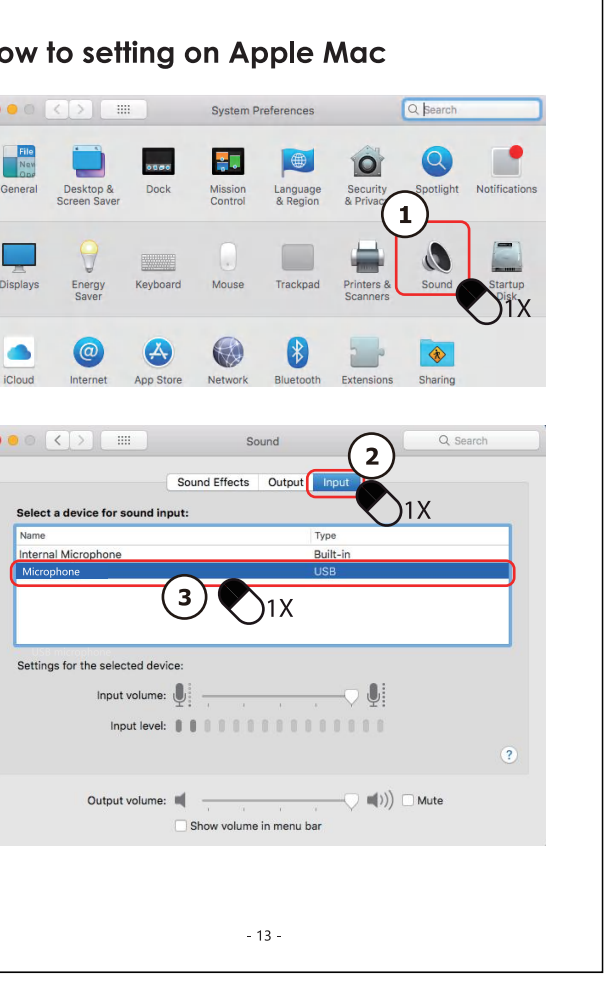 ow to setting on Apple Mac
System Preferences
Search
File
New
General
Desktop &
Screen Saver
Dock
Mission
Control
Language
& Region
Security
& Privacy
Spotlight
Notifications
1
Displays
Energy
Saver
Keyboard
Mouse
Trackpad
Printers &
Scanners
Sound
Startup
Disk
1X
iCloud
Internet
App Store
Network
Bluetooth
Extensions
Sharing
Sound
Search
2
Sound Effects Output Input
1X
Select a device for sound input:
Name Type
Internal Microphone Built-in
Microphone USB
3
1X
Settings for the selected device:
Input volume:
Input level:
?
Output volume: Mute
Show volume in menu bar
- 13 -